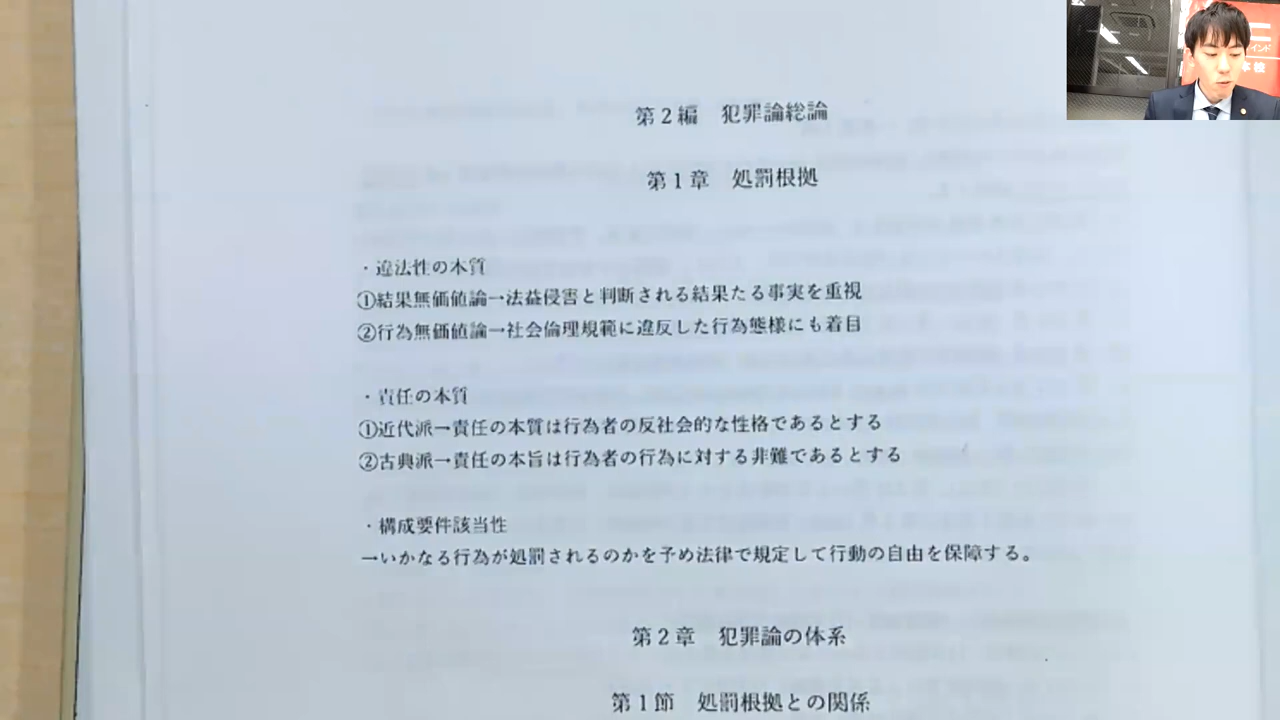 第2編 犯罪論総論
第1章 処罰根拠
・違法性の本質
①結果無価値論→法益侵害と判断される結果たる事実を重視
②行為無価値論→社会倫理規範に違反した行為態様にも着目
・責任の本質
①近代派→責任の本質は行為者の反社会的な性格であるとする
②古典派→責任の本旨は行為者の行為に対する非難であるとする
・構成要件該当性
→いかなる行為が処罰されるのかを予め法律で規定して行動の自由を保障する。
第2章 犯罪論の体系
第1節 処罰根拠との関係